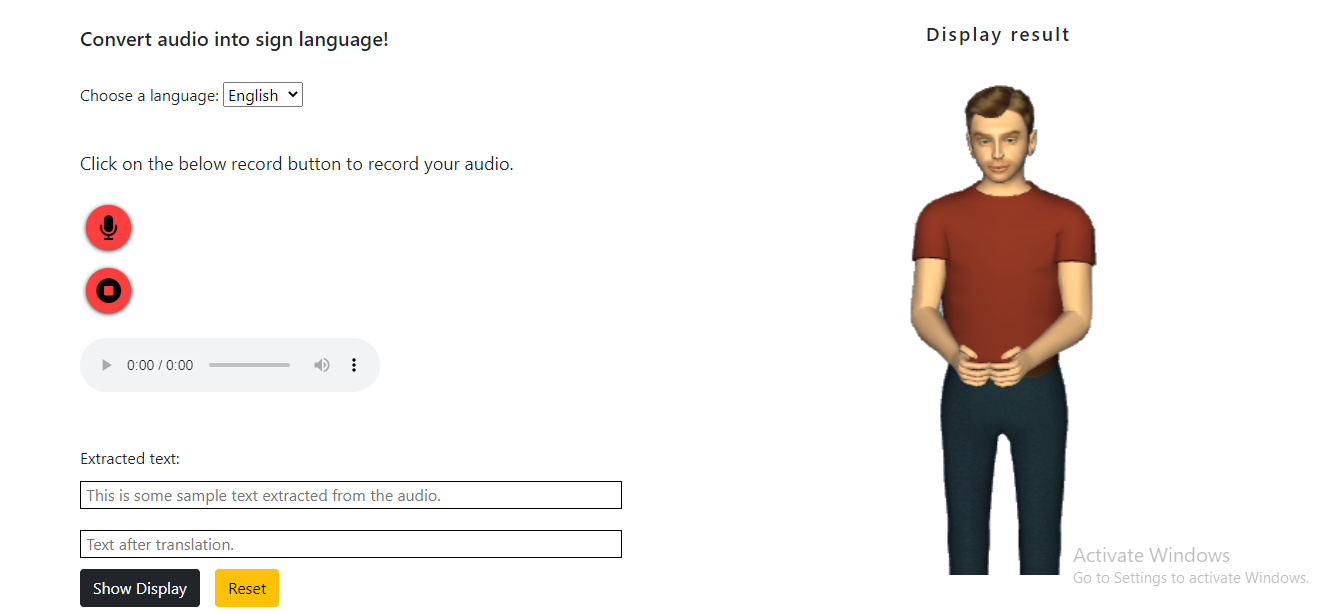 Convert audio into sign language!
Choose a language: English
Click on the below record button to record your audio.
0:00 / 0:00
Extracted text:
This is some sample text extracted from the audio.
Text after translation.
Show Display Reset
Display result
Activate Windows
Go to Settings to activate Windows.